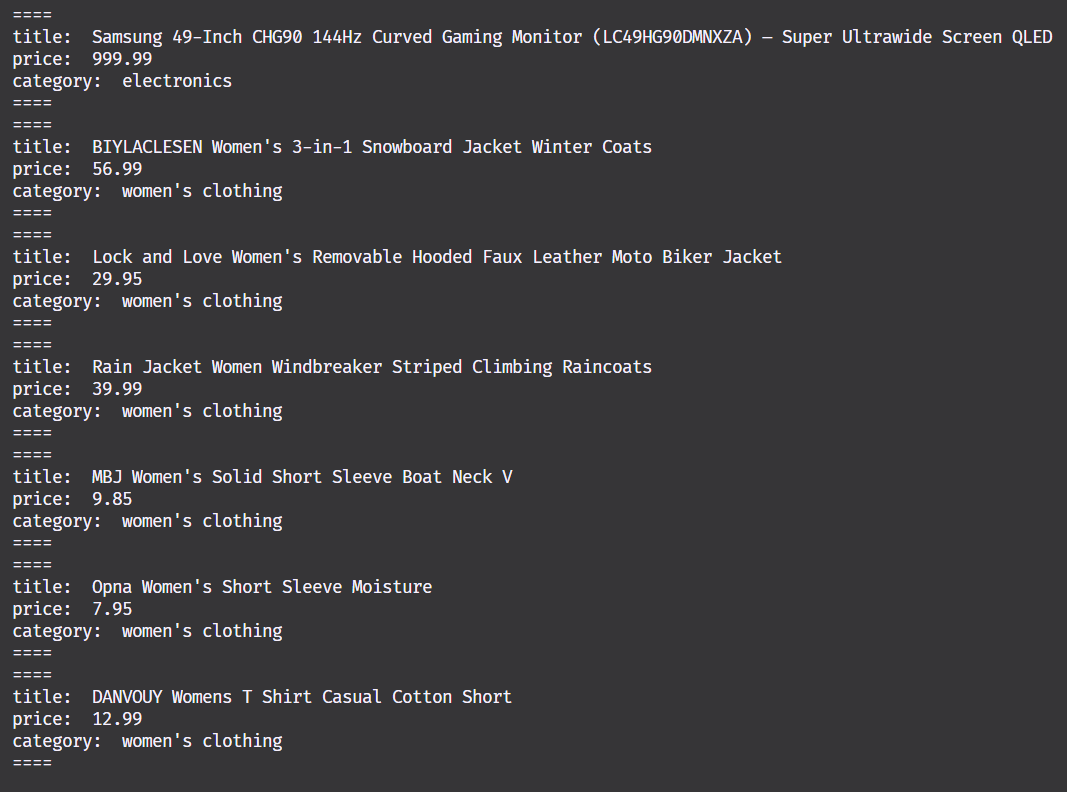 ====
title:  Samsung 49-Inch CHG90 144Hz Curved Gaming Monitor (LC49HG90DMNXZA) – Super Ultrawide Screen QLED
price:  999.99
category:  electronics
====
====
title:  BIYLACLESEN Women's 3-in-1 Snowboard Jacket Winter Coats
price:  56.99
category:  women's clothing
====
====
title:  Lock and Love Women's Removable Hooded Faux Leather Moto Biker Jacket
price:  29.95
category:  women's clothing
====
====
title:  Rain Jacket Women Windbreaker Striped Climbing Raincoats
price:  39.99
category:  women's clothing
====
====
title:  MBJ Women's Solid Short Sleeve Boat Neck V
price:  9.85
category:  women's clothing
====
====
title:  Opna Women's Short Sleeve Moisture
price:  7.95
category:  women's clothing
====
====
title:  DANVOUY Womens T Shirt Casual Cotton Short
price:  12.99
category:  women's clothing
====